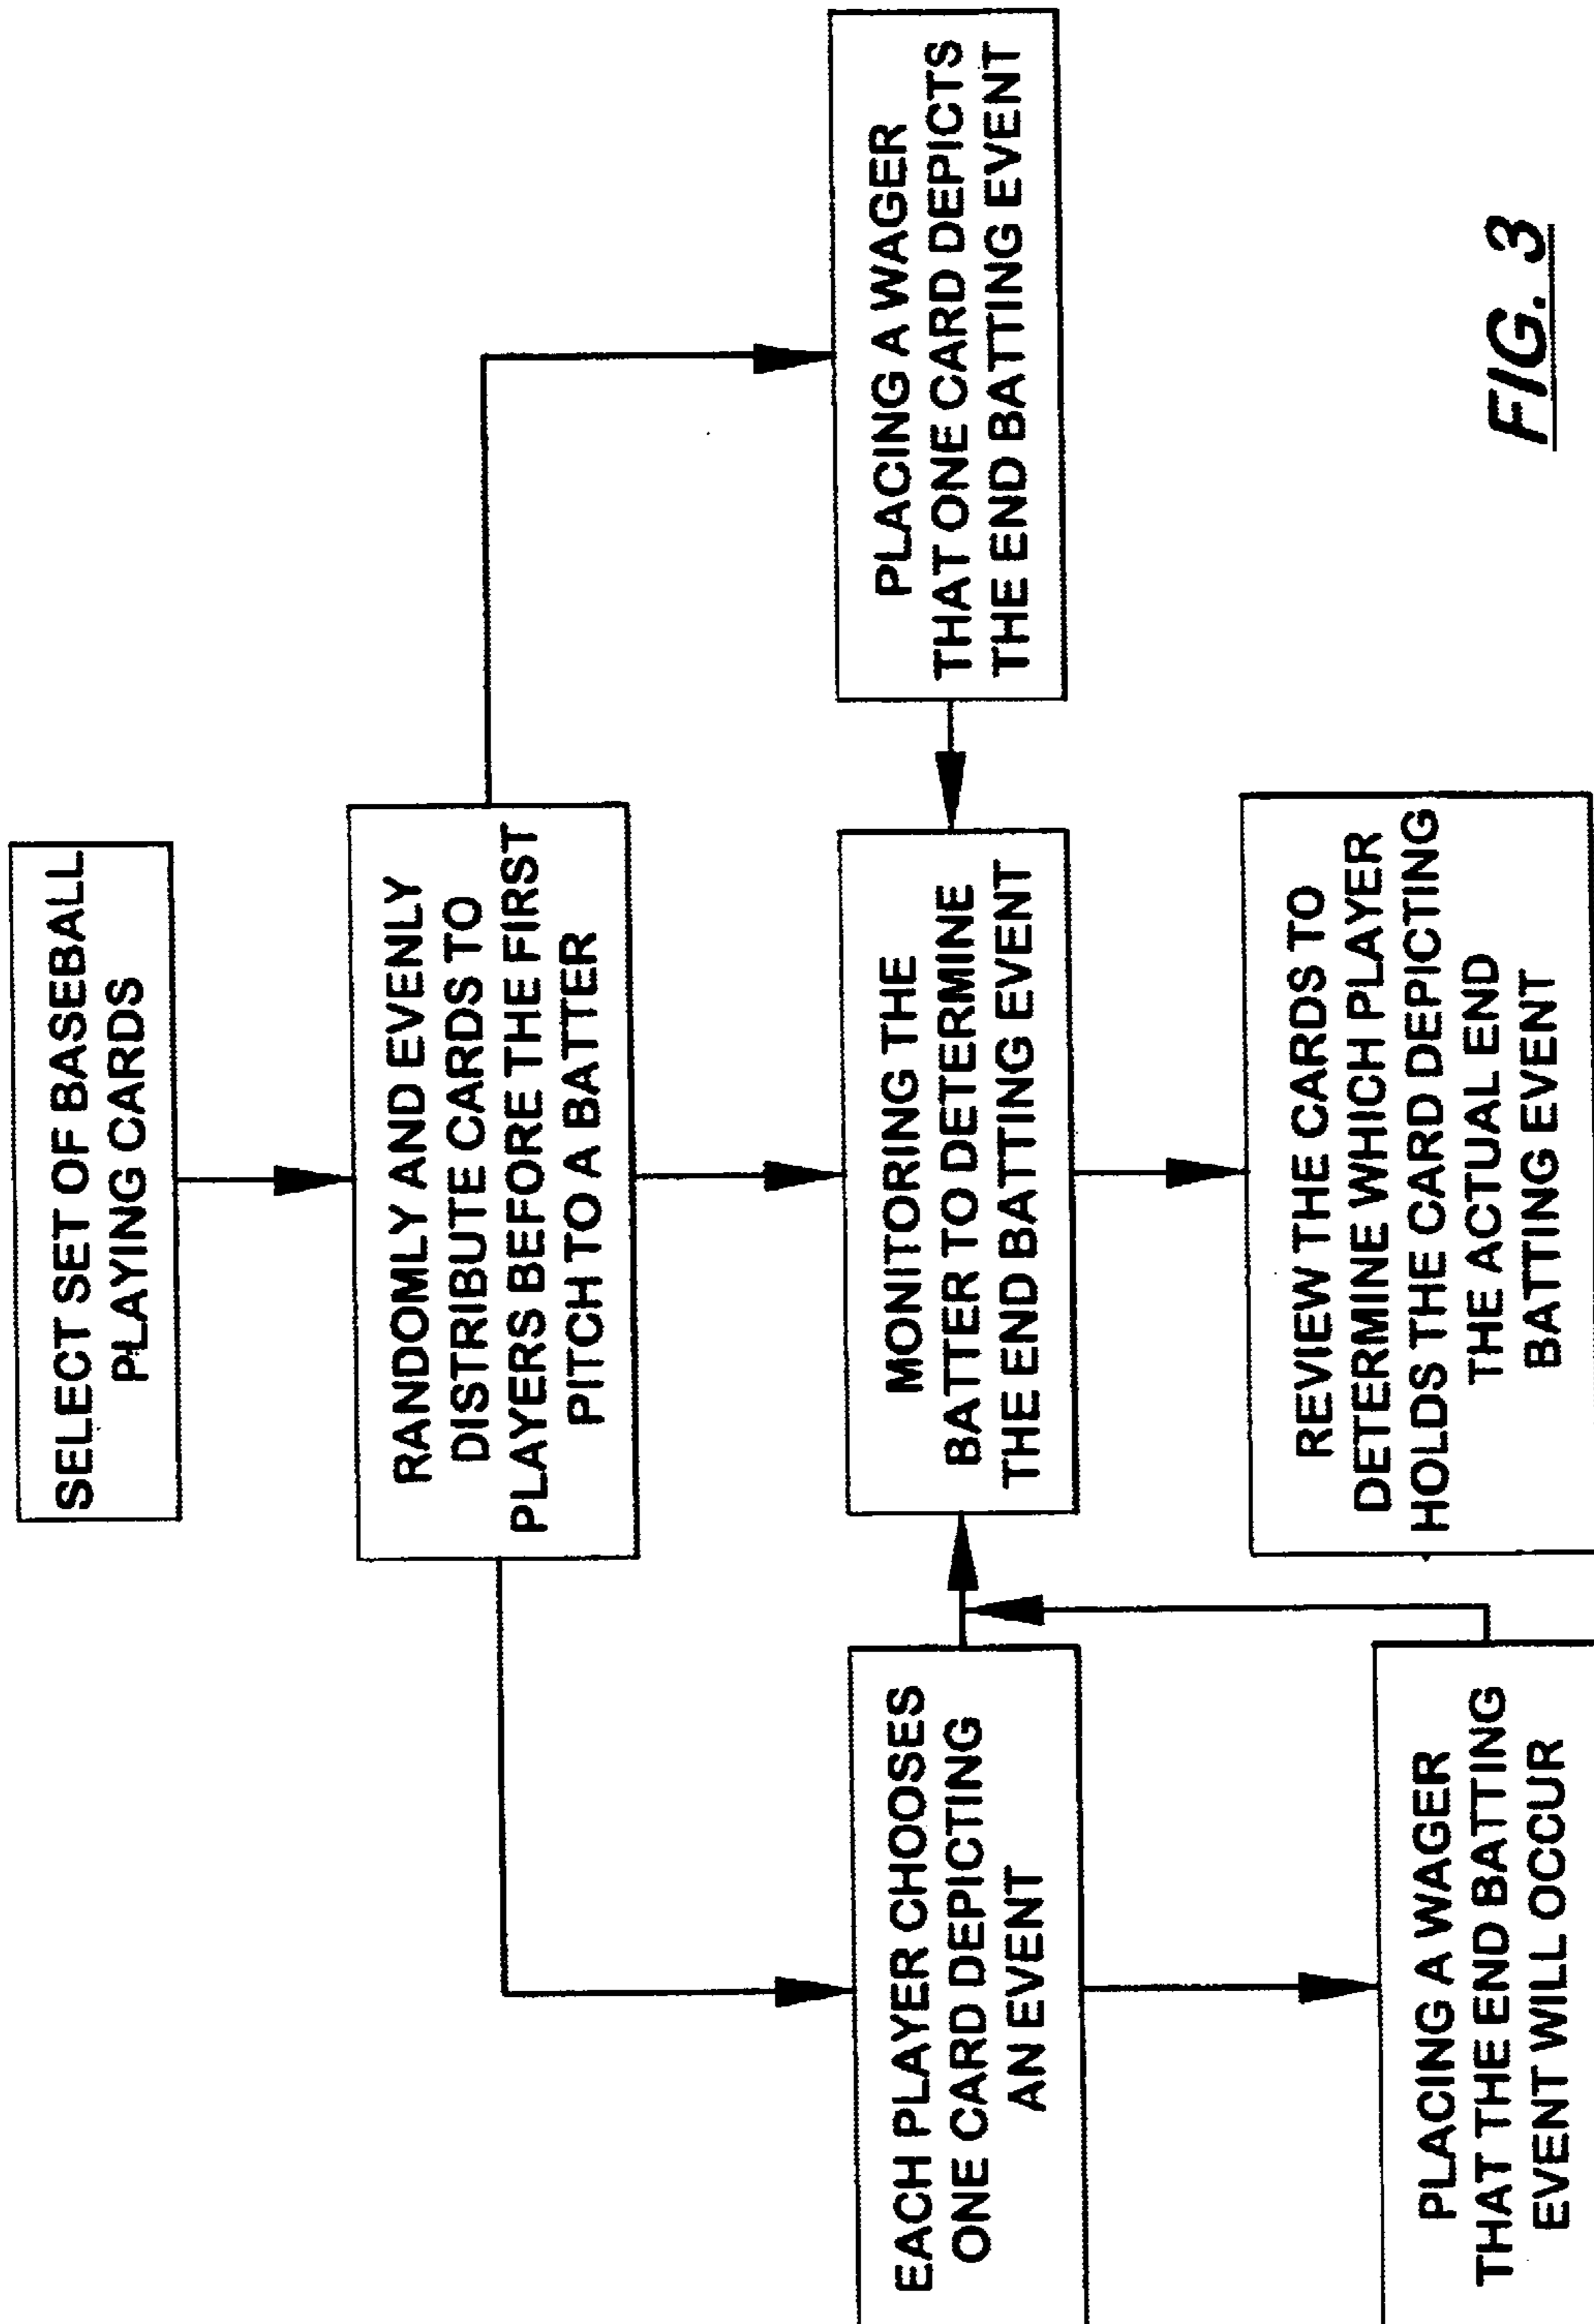 SELECT SET OF BASEBALL
PLAYING CARDS
RANDOMLY AND EVENLY
DISTRIBUTE CARDS TO
PLAYERS BEFORE THE FIRST
PITCH TO A BATTER
EACH PLAYER CHOOSES
ONE CARD DEPICTING
AN EVENT
MONITORING THE
BATTER TO DETERMINE
THE END BATTING EVENT
PLACING A WAGER
THAT ONE CARD DEPICTS
THE END BATTING EVENT
PLACING A WAGER
THAT THE END BATTING
EVENT WILL OCCUR
REVIEW THE CARDS TO
DETERMINE WHICH PLAYER
HOLDS THE CARD DEPICTING
THE ACTUAL END
BATTING EVENT
FIG. 3